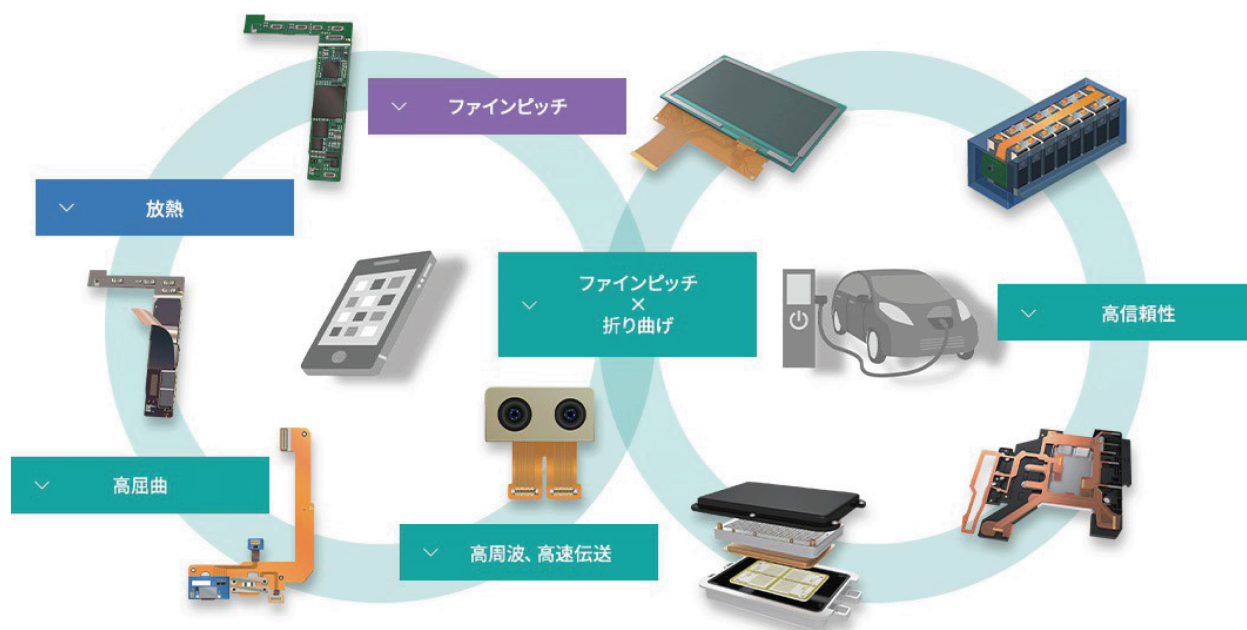 ファインピッチ
放熱
ファインピッチ
×
折り曲げ
高信頼性
高屈曲
高周波、高速伝送